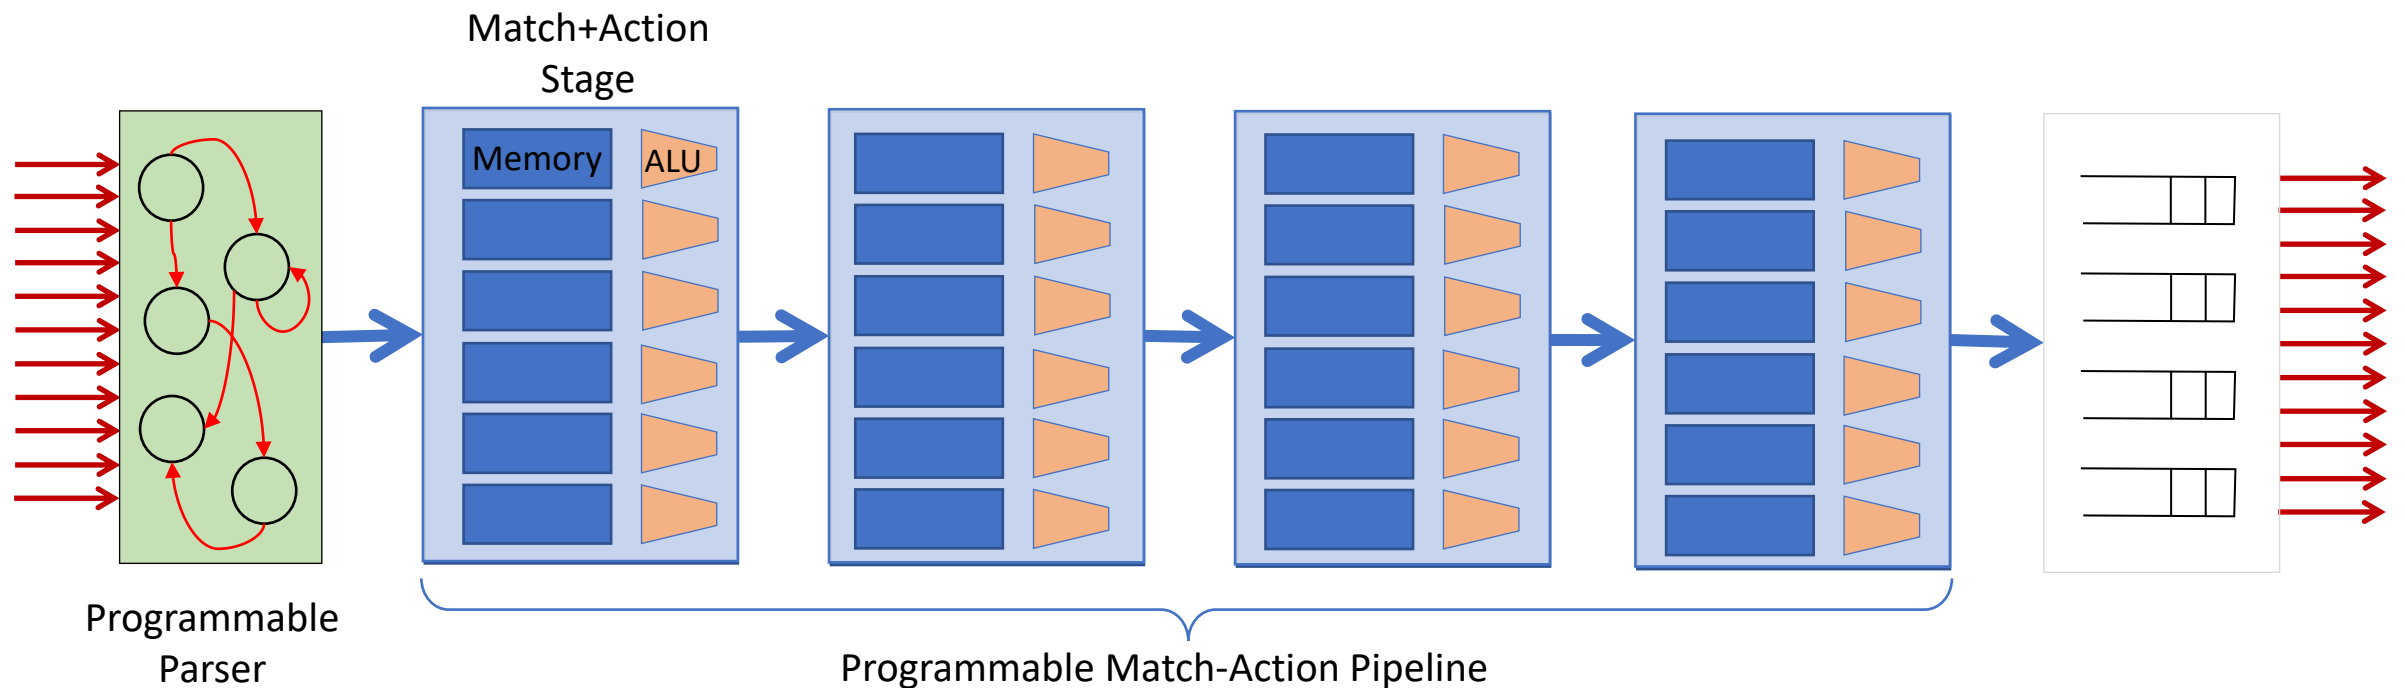 Match+Action
Stage
Memory
ALU
Programmable
Parser
Programmable Match-Action Pipeline